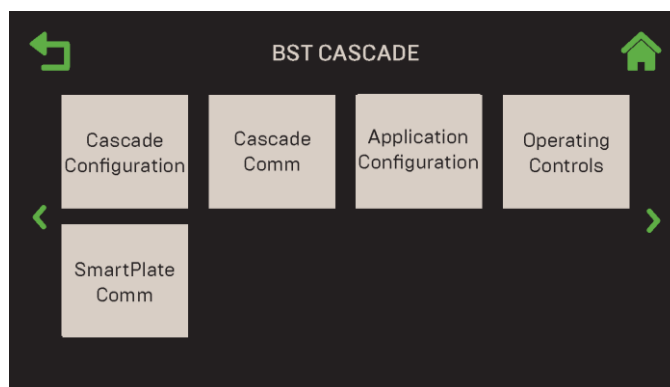 BST CASCADE
Cascade
Configuration
Cascade
Comm
Application
Configuration
Operating
Controls
SmartPlate
Comm